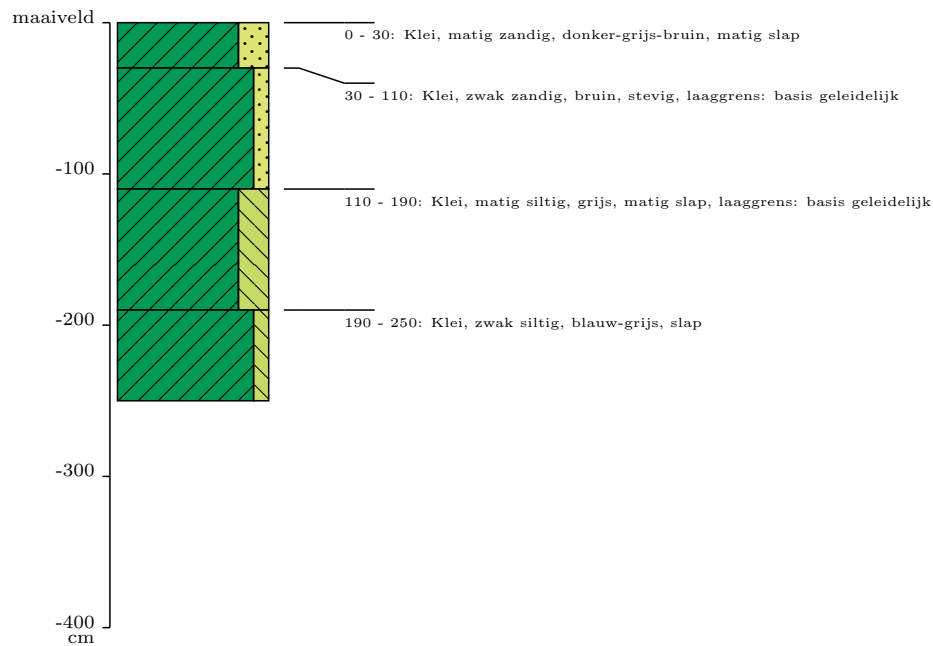 maaiveld
0 - 30: Klei, matig zandig, donker-grijs-bruin, matig slap
30 - 110: Klei, zwak zandig, bruin, stevig, laaggrens: basis geleidelijk
-100
110 - 190: Klei, matig siltig, grijs, matig slap, laaggrens: basis geleidelijk
-200
190 - 250: Klei, zwak siltig, blauw-grijs, slap
-300
-400
cm